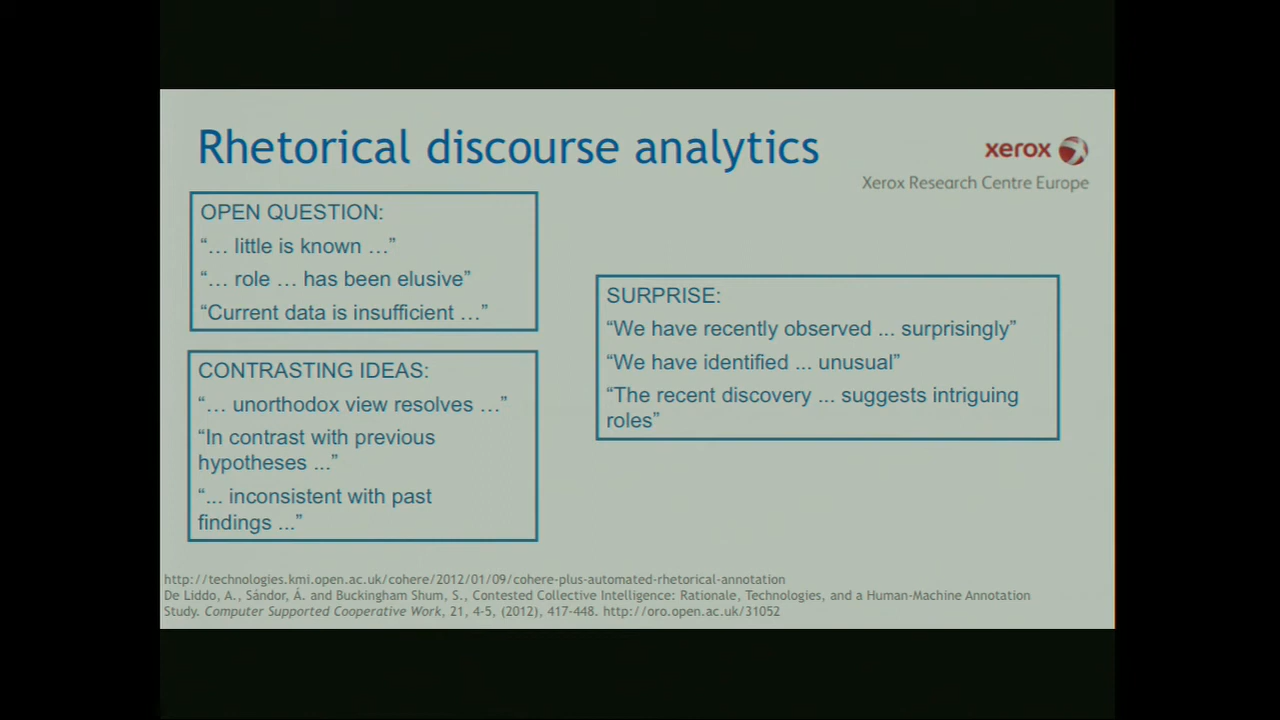 Rhetorical discourse analytics
xerox
Xerox Research Centre Europe
OPEN QUESTION:
“… little is known …”
“… role … has been elusive”
“Current data is insufficient …”
CONTRASTING IDEAS:
“… unorthodox view resolves …”
“In contrast with previous
hypotheses ...”
“... inconsistent with past
findings ...”
SURPRISE:
“We have recently observed ... surprisingly”
“We have identified ... unusual”
“The recent discovery ... suggests intriguing
roles”
http://technologies.kmi.open.ac.uk/cohere/2012/01/09/cohere-plus-automated-rhetorical-annotation
De Liddo, A., Sándor, Á. and Buckingham Shum, S., Contested Collective Intelligence: Rationale, Technologies, and a Human-Machine Annotation
Study. Computer Supported Cooperative Work, 21, 4-5, (2012), 417-448. http://oro.open.ac.uk/31052